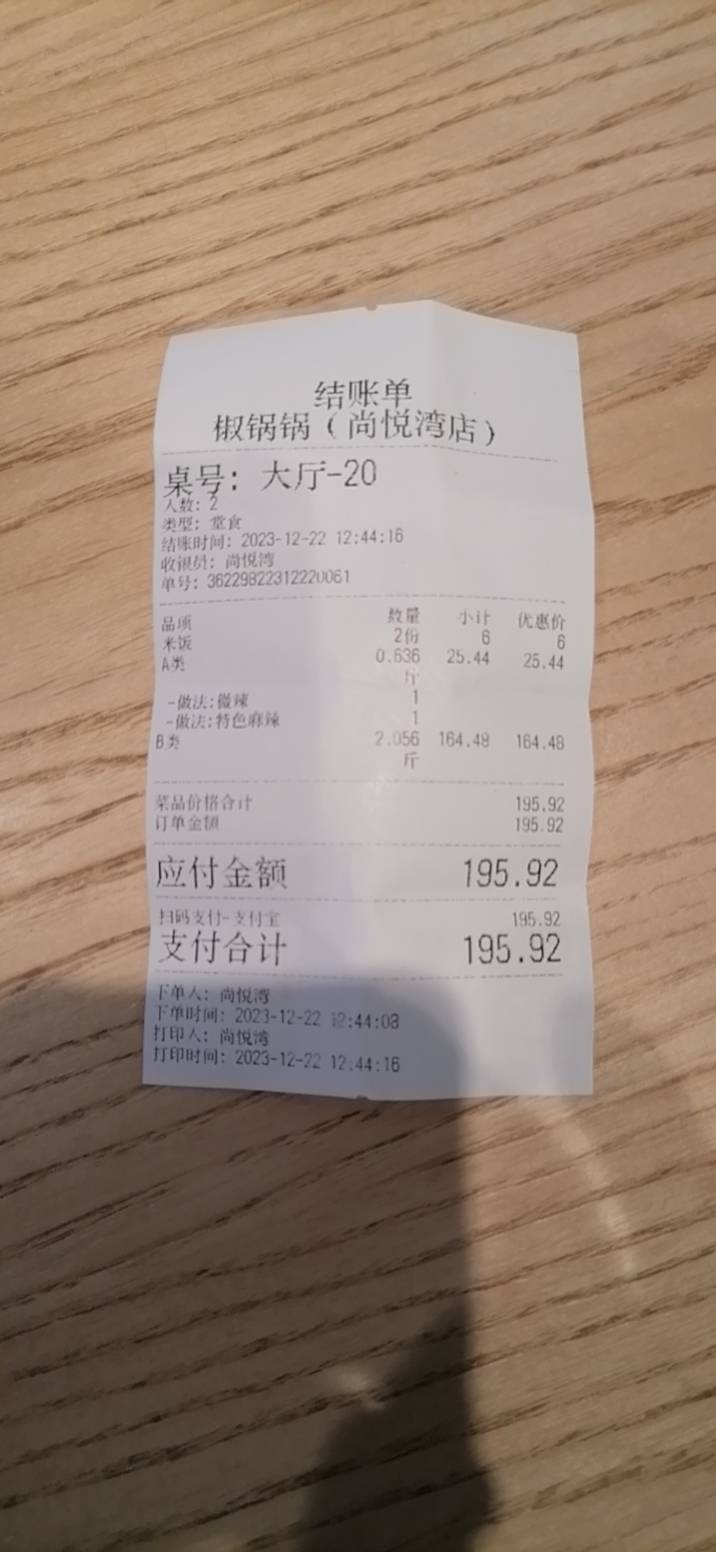 结账单
椒锅锅（尚悦湾店）
桌号: 大厅-20
人数: 2
类型: 堂食
结账时间: 2023-12-22 12:44:16
收银员: 尚悦湾
单号: 36229822312220061
品项 数量 小计 优惠价
米饭 2份 6 6
A类 0.636 25.44 25.44
斤
-做法:微辣 1
-做法:特色麻辣 1
B类 2.056 164.48 164.48
斤
菜品价格合计 195.92
订单金额 195.92
应付金额 195.92
扫码支付-支付宝 195.92
支付合计 195.92
下单人: 尚悦湾
下单时间: 2023-12-22 12:44:08
打印人: 尚悦湾
打印时间: 2023-12-22 12:44:16